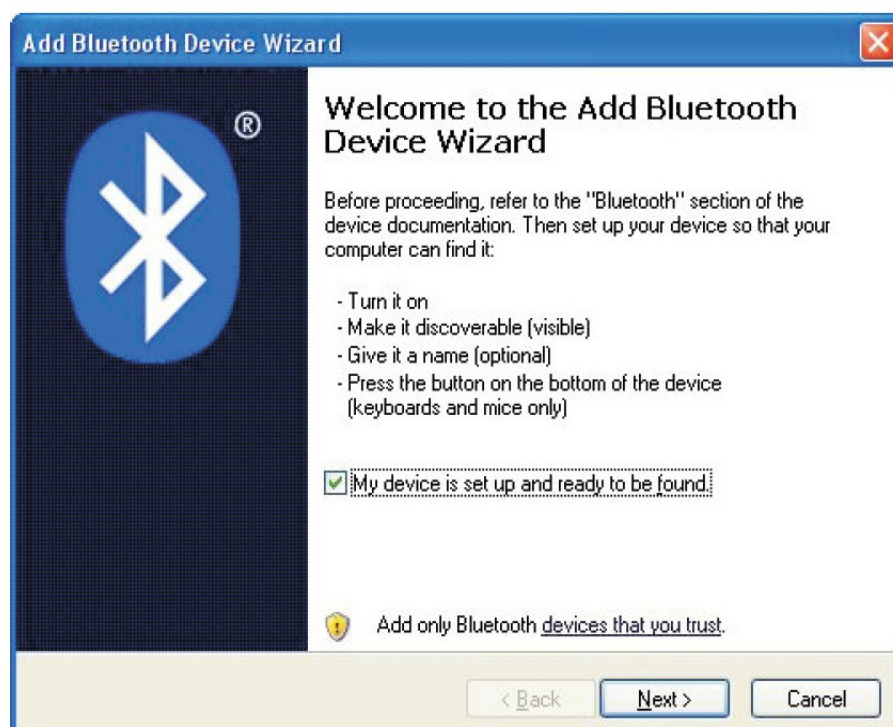 Add Bluetooth Device Wizard
®
Welcome to the Add Bluetooth
Device Wizard
Before proceeding, refer to the "Bluetooth" section of the
device documentation. Then set up your device so that your
computer can find it:
- Turn it on
- Make it discoverable (visible)
- Give it a name (optional)
- Press the button on the bottom of the device
(keyboards and mice only)
My device is set up and ready to be found.
Add only Bluetooth devices that you trust.
< Back Next > Cancel